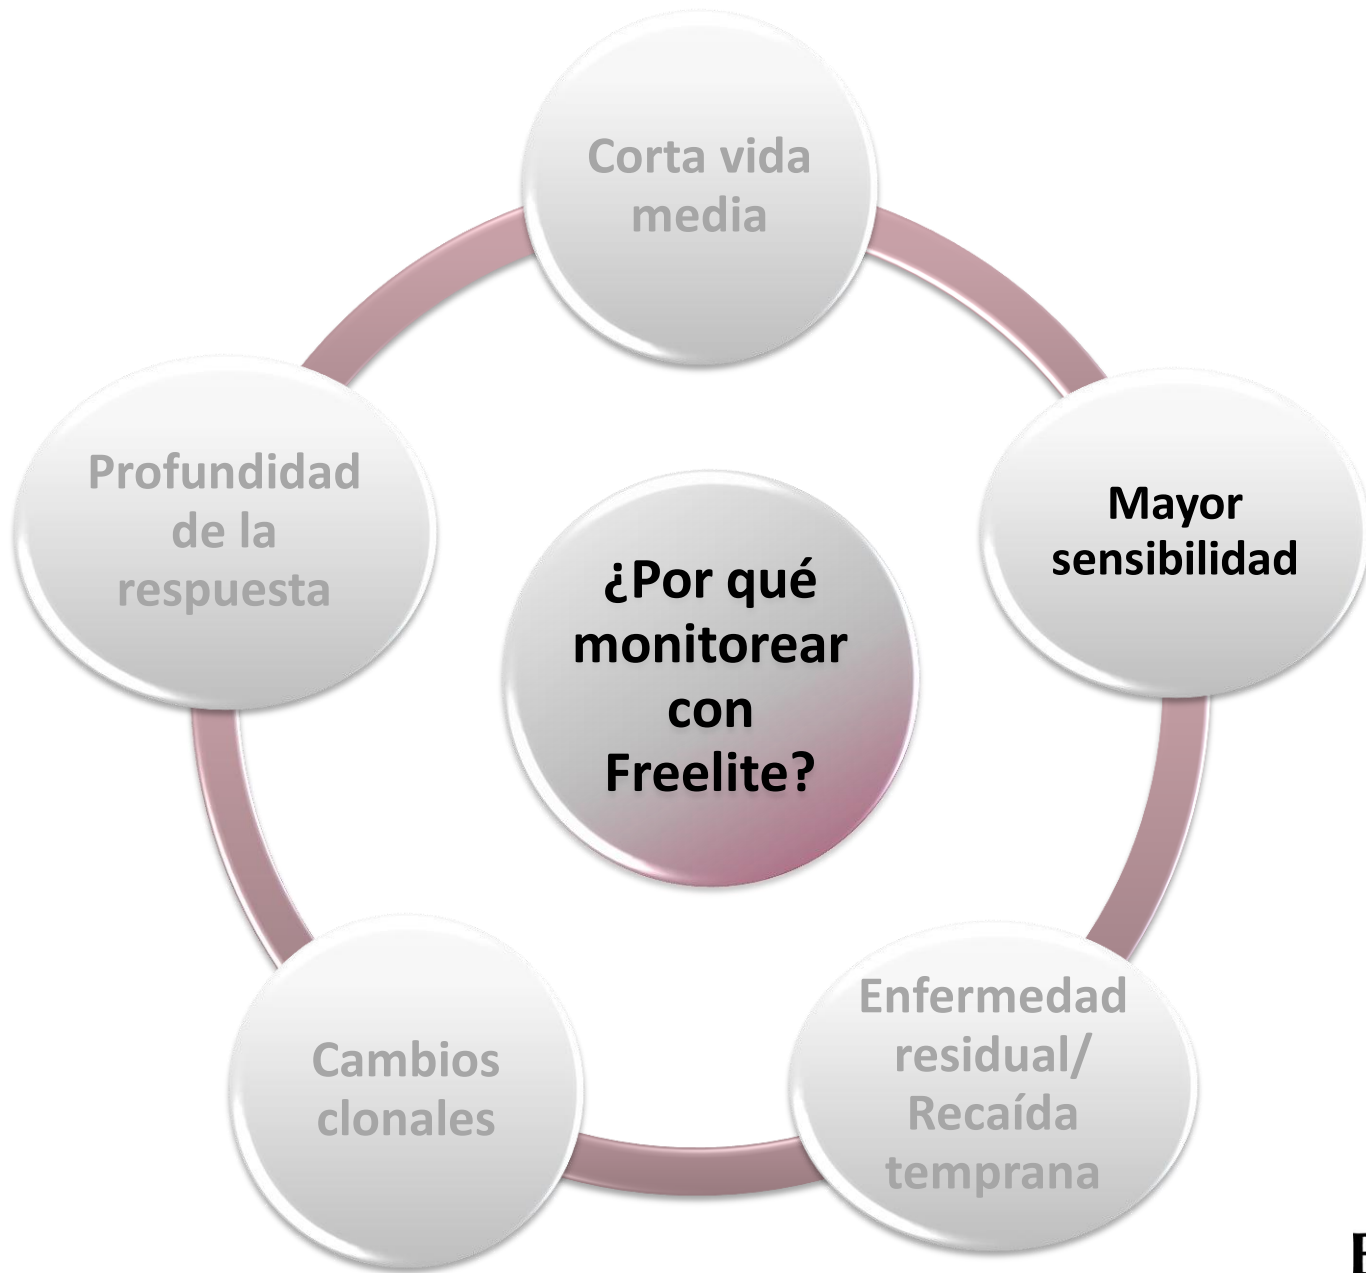 Corta vida
media
Mayor
sensibilidad
Enfermedad
residual/
Recaída
temprana
Cambios
clonales
Profundidad
de la
respuesta
¿Por qué
monitorear
con
Freelite?